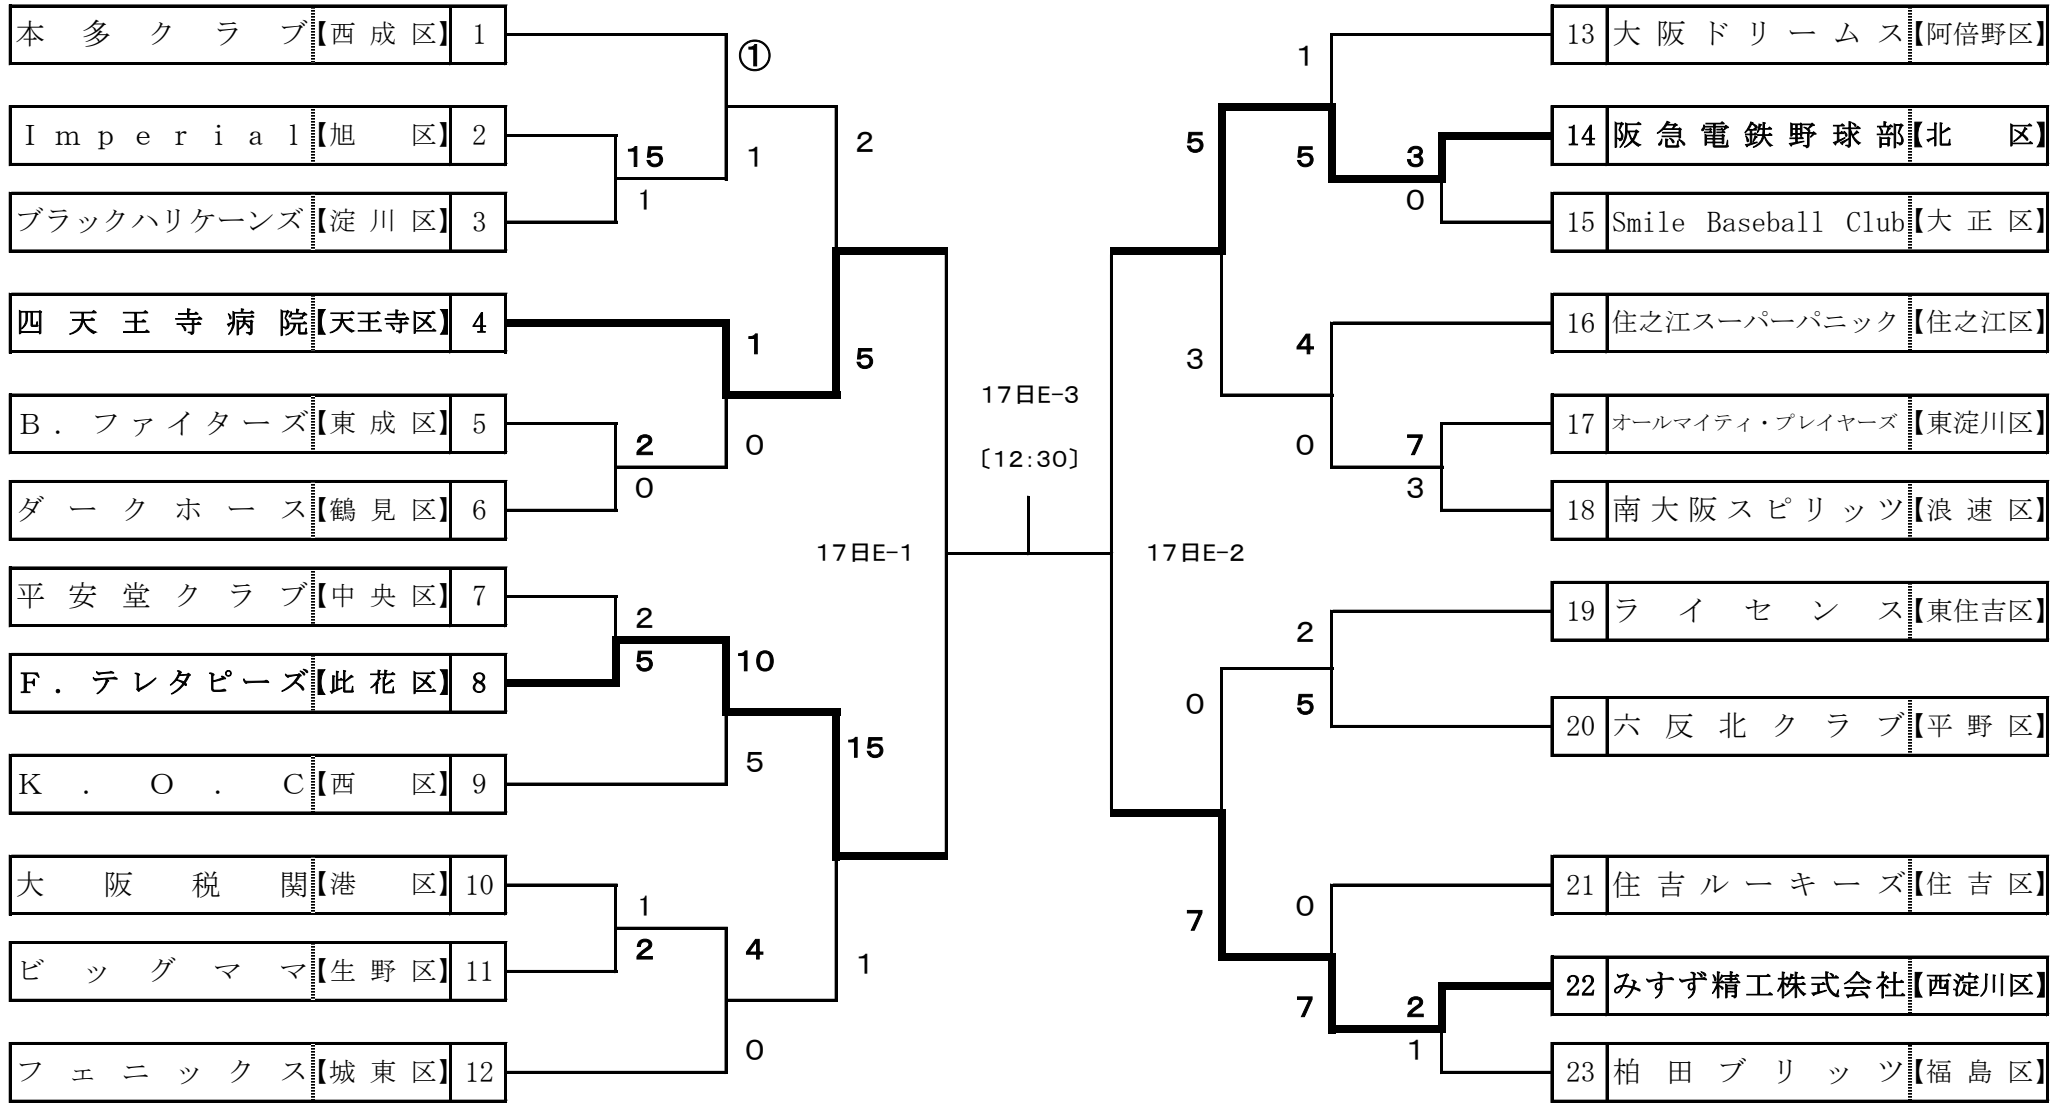 本多クラブ【西成区】 1
①
Imperial【旭区】 2
15
1
2
ブラックハリケーンズ【淀川区】 3
1
四天王寺病院【天王寺区】 4
1
5
B．ファイターズ【東成区】 5
2
0
ダークホース【鶴見区】 6
0
17日E-1
平安堂クラブ【中央区】 7
2
F．テレタピーズ【此花区】 8
5
10
15
K．O．C【西区】 9
5
大阪税関【港区】 10
1
ビッグママ【生野区】 11
2
4
1
フェニックス【城東区】 12
0
17日E-3
〔12:30〕
13 大阪ドリームス【阿倍野区】
1
14 阪急電鉄野球部【北区】
5
5
3
15 Smile Baseball Club【大正区】
0
16 住之江スーパーパニック【住之江区】
4
3
17 オールマイティ・プレイヤーズ【東淀川区】
0
7
18 南大阪スピリッツ【浪速区】
3
17日E-2
19 ライセンス【東住吉区】
2
20 六反北クラブ【平野区】
0
5
21 住吉ルーキーズ【住吉区】
0
7
22 みすず精工株式会社【西淀川区】
7
2
23 柏田ブリッツ【福島区】
1